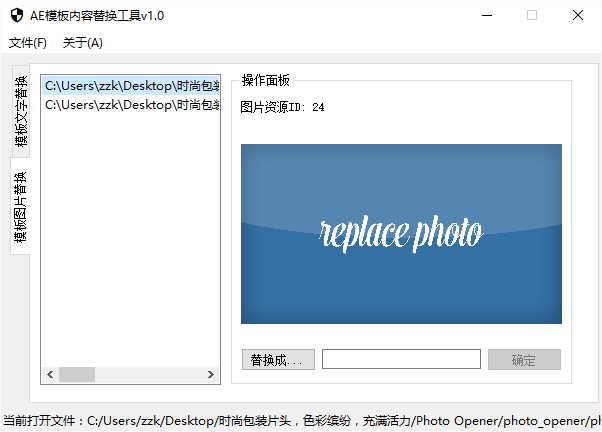 AE模板内容替换工具v1.0
文件(F) 关于(A)
模板文字替换
模板图片替换
C:\Users\zzk\Desktop\时尚包装
C:\Users\zzk\Desktop\时尚包装
操作面板
图片资源ID: 24
replace photo
替换成...
确定
当前打开文件：C:/Users/zzk/Desktop/时尚包装片头，色彩缤纷，充满活力/Photo Opener/photo_opener/ph